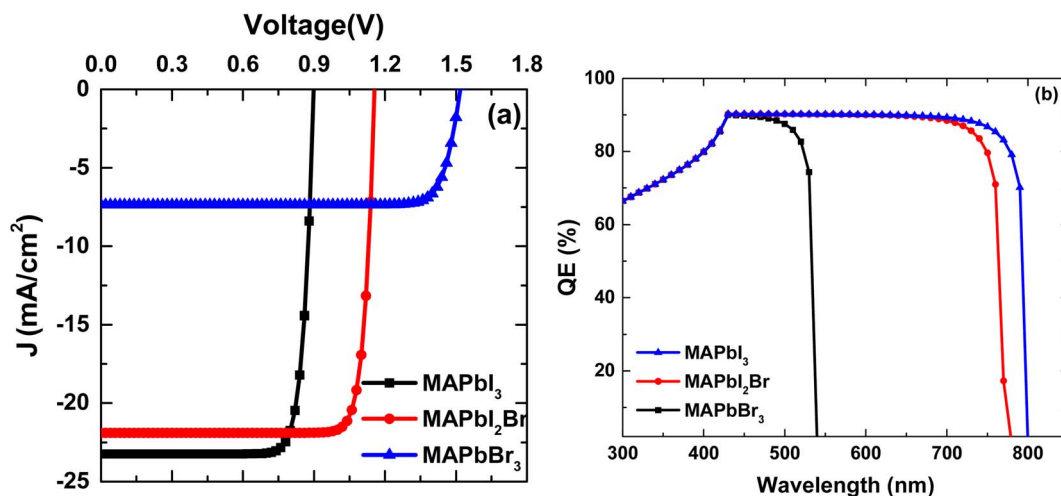 Voltage(V)
0.0 0.3 0.6 0.9 1.2 1.5 1.8
(a)
0
-5
-10
-15
-20
-25
J (mA/cm²)
MAPbI₃
MAPbI₂Br
MAPbBr₃
(b)
100
80
60
40
20
QE (%)
MAPbI₃
MAPbI₂Br
MAPbBr₃
300 400 500 600 700 800
Wavelength (nm)